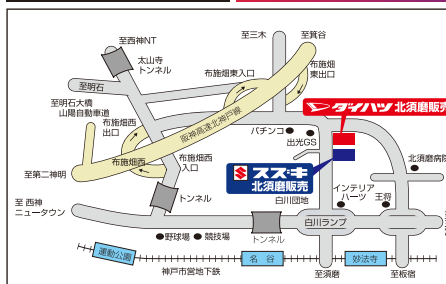 至西神NT
太山寺
トンネル
至三木
至箕谷
布施畑
東出口
布施畑東入口
至明石
至明石大橋
山陽自動車道
布施畑西
出口
阪神高速北神戸線
ダイハツ 北須磨販売
パチンコ
出光GS
布施畑西
布施畑西
入口
至第二神明
スズキ
北須磨販売
北須磨病院
トンネル
白川団地
インテリア
ハーツ
王将
至 西神
ニュータウン
白川ランプ
野球場
競技場
トンネル
運動公園
神戸市営地下鉄
名谷
妙法寺
至須磨
至板宿